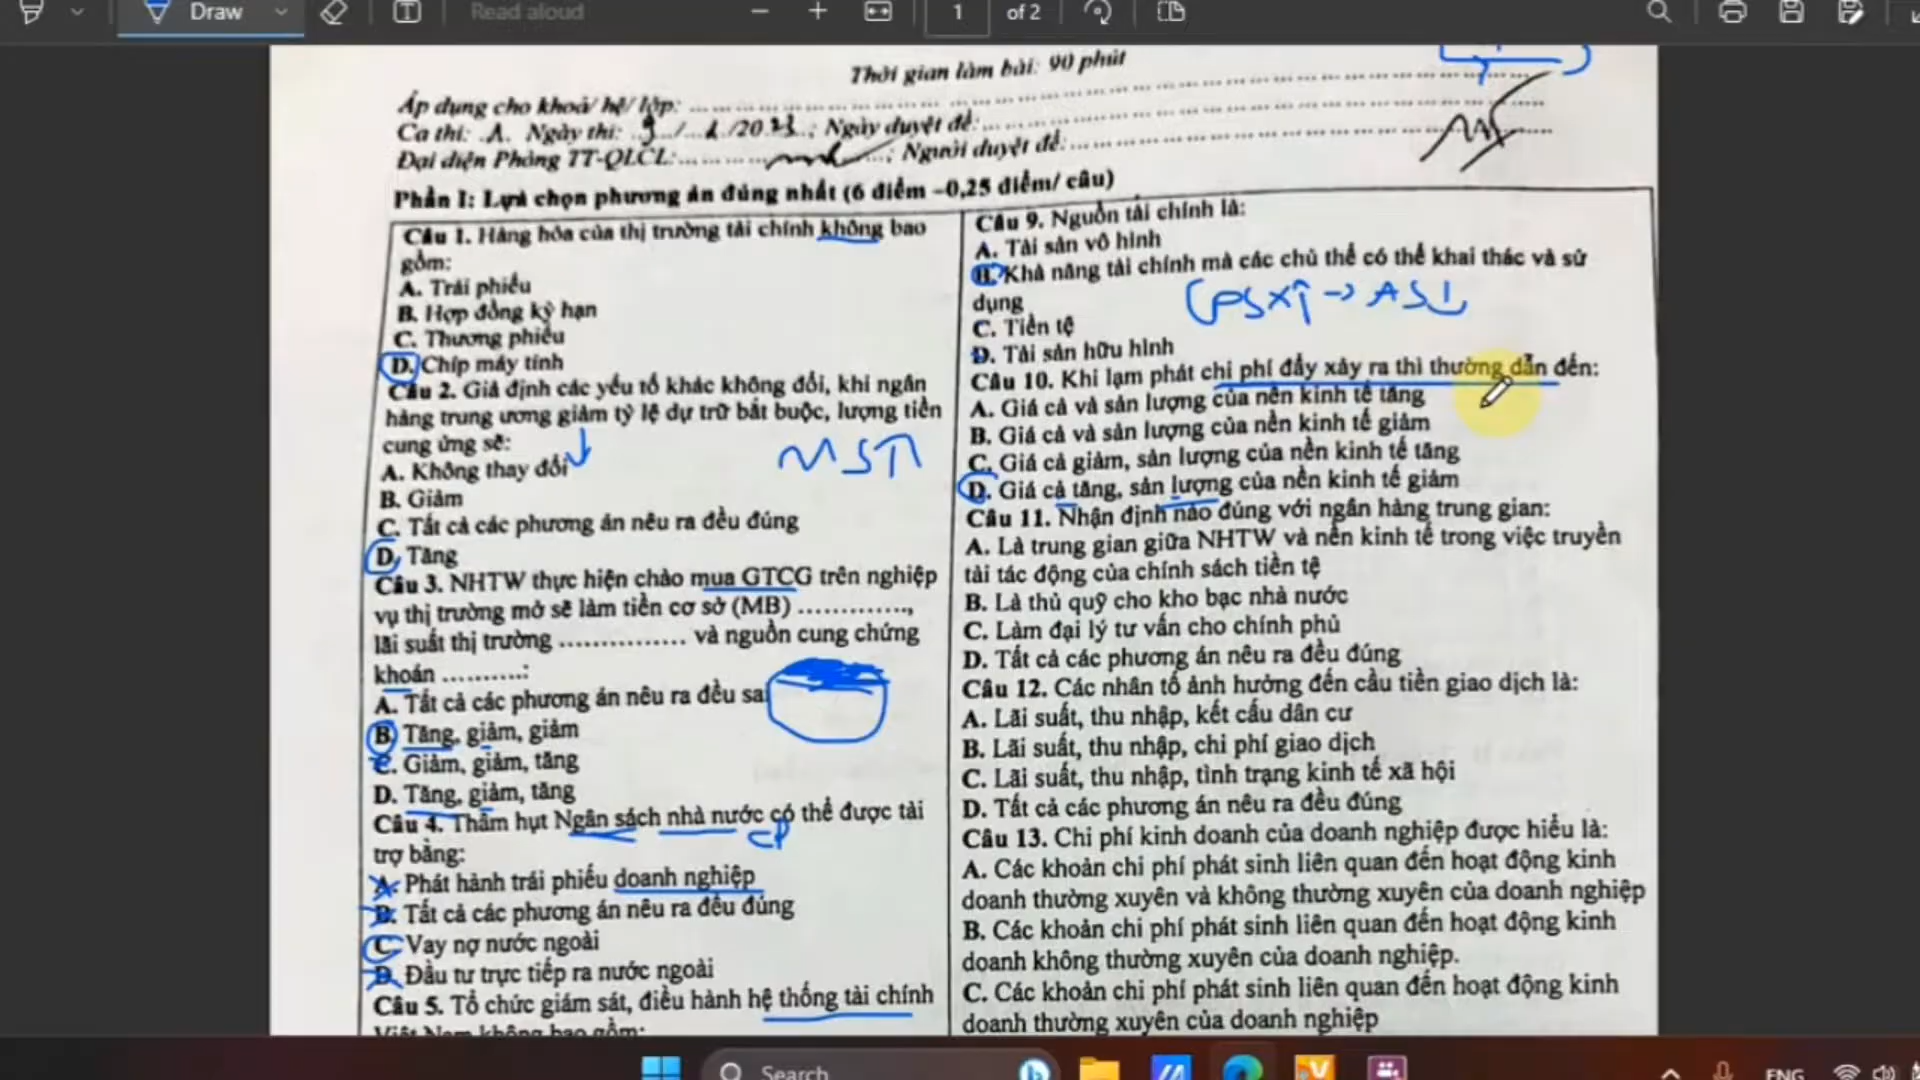 Draw
Read aloud
1 of 2
Thời gian làm bài: 90 phút
Áp dụng cho khoá/ hệ/ lớp:
Ca thi: .A. Ngày thi: 9/ 1 /2023; Ngày duyệt đề:
Đại diện Phòng TT-QLCL: ; Người duyệt đề:
Phần I: Lựa chọn phương án đúng nhất (6 điểm –0,25 điểm/ câu)
Câu 1. Hàng hóa của thị trường tài chính không bao
gồm:
A. Trái phiếu
B. Hợp đồng kỳ hạn
C. Thương phiếu
D. Chíp máy tính
Câu 2. Giả định các yếu tố khác không đổi, khi ngân
hàng trung ương giảm tỷ lệ dự trữ bắt buộc, lượng tiền
cung ứng sẽ:
A. Không thay đổi
MS↑
B. Giảm
C. Tất cả các phương án nêu ra đều đúng
D. Tăng
Câu 3. NHTW thực hiện chào mua GTCG trên nghiệp
vụ thị trường mở sẽ làm tiền cơ sở (MB) ............,
lãi suất thị trường ............... và nguồn cung chứng
khoán ..........:
A. Tất cả các phương án nêu ra đều sai
B. Tăng, giảm, giảm
C. Giảm, giảm, tăng
D. Tăng, giảm, tăng
Câu 4. Thâm hụt Ngân sách nhà nước có thể được tài
CP
trợ bằng:
A. Phát hành trái phiếu doanh nghiệp
B. Tất cả các phương án nêu ra đều đúng
C. Vay nợ nước ngoài
D. Đầu tư trực tiếp ra nước ngoài
Câu 5. Tổ chức giám sát, điều hành hệ thống tài chính
Việt Nam không bao gồm:
Câu 9. Nguồn tài chính là:
A. Tài sản vô hình
B. Khả năng tài chính mà các chủ thể có thể khai thác và sử
dụng
CPSX↑ → AS↓
C. Tiền tệ
D. Tài sản hữu hình
Câu 10. Khi lạm phát chi phí đẩy xảy ra thì thường dẫn đến:
A. Giá cả và sản lượng của nền kinh tế tăng
B. Giá cả và sản lượng của nền kinh tế giảm
C. Giá cả giảm, sản lượng của nền kinh tế tăng
D. Giá cả tăng, sản lượng của nền kinh tế giảm
Câu 11. Nhận định nào đúng với ngân hàng trung gian:
A. Là trung gian giữa NHTW và nền kinh tế trong việc truyền
tải tác động của chính sách tiền tệ
B. Là thủ quỹ cho kho bạc nhà nước
C. Làm đại lý tư vấn cho chính phủ
D. Tất cả các phương án nêu ra đều đúng
Câu 12. Các nhân tố ảnh hưởng đến cầu tiền giao dịch là:
A. Lãi suất, thu nhập, kết cấu dân cư
B. Lãi suất, thu nhập, chi phí giao dịch
C. Lãi suất, thu nhập, tình trạng kinh tế xã hội
D. Tất cả các phương án nêu ra đều đúng
Câu 13. Chi phí kinh doanh của doanh nghiệp được hiểu là:
A. Các khoản chi phí phát sinh liên quan đến hoạt động kinh
doanh thường xuyên và không thường xuyên của doanh nghiệp
B. Các khoản chi phí phát sinh liên quan đến hoạt động kinh
doanh không thường xuyên của doanh nghiệp.
C. Các khoản chi phí phát sinh liên quan đến hoạt động kinh
doanh thường xuyên của doanh nghiệp
Search
ENG